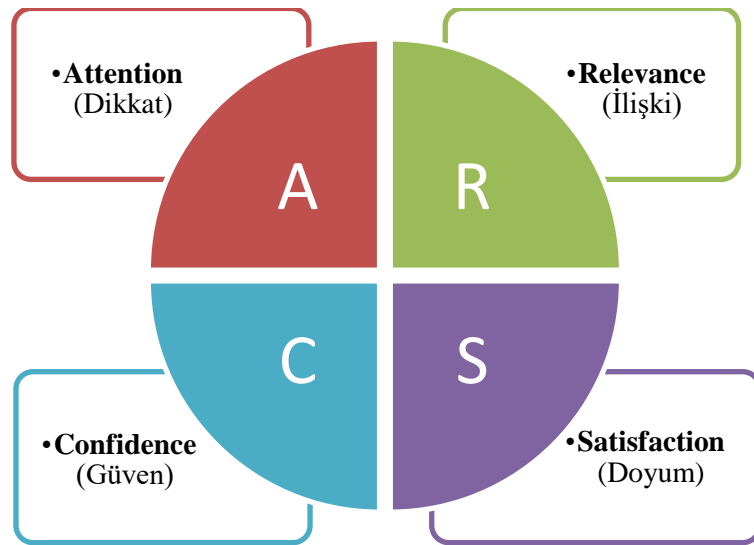 •Attention
(Dikkat)
•Relevance
(İlişki)
A
R
C
S
•Confidence
(Güven)
•Satisfaction
(Doyum)